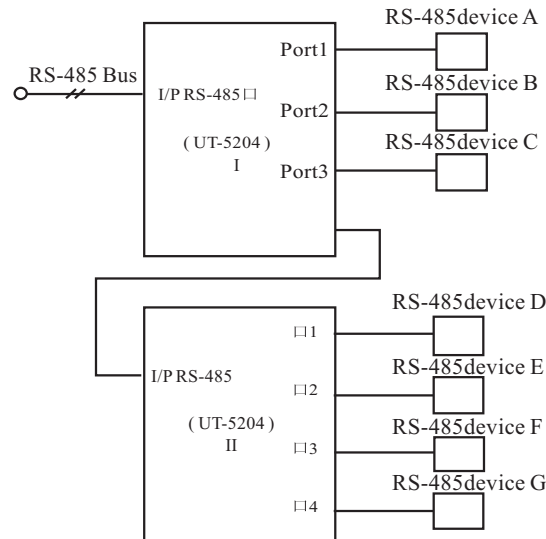 RS-485device A
Port1
RS-485 Bus
RS-485device B
I/P RS-485口
Port2
RS-485device C
(UT-5204)
I
Port3
RS-485device D
口1
RS-485device E
I/P RS-485
口2
(UT-5204)
II
RS-485device F
口3
RS-485device G
口4